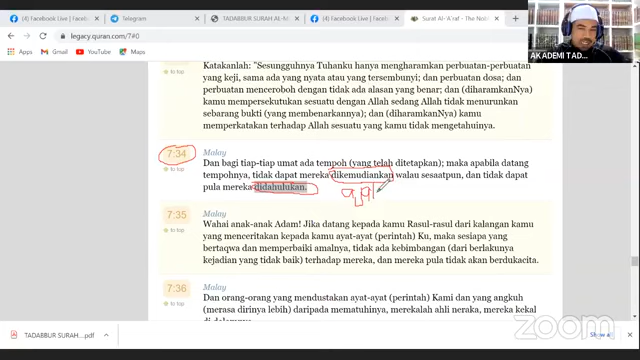 Facebook Live | Facebook
Telegram
TADABBUR SURAH AL-M
Facebook Live | Facebook
Surat Al-'A'raf - The Noble
legacy.quran.com/7#0
YouTube
Maps
News
AKADEMI TAD...
to top
Katakanlah: "Sesungguhnya Tuhanku hanya mengharamkan perbuatan-perbuatan
yang keji, sama ada yang nyata atau yang tersembunyi; dan perbuatan dosa; dan
perbuatan menceroboh dengan tidak ada alasan yang benar; dan (diharamkanNya)
kamu mempersekutukan sesuatu dengan Allah sedang Allah tidak menurunkan
sebarang bukti (yang membenarkannya); dan (diharamkanNya) kamu
memperkatakan terhadap Allah sesuatu yang kamu tidak mengetahuinya.
7:34
to top
Malay
Dan bagi tiap-tiap umat ada tempoh (yang telah ditetapkan); maka apabila datang
tempohnya, tidak dapat mereka dikemudiankan walau sesaatpun, dan tidak dapat
pula mereka didahulukan.
7:35
to top
Malay
Wahai anak-anak Adam! Jika datang kepada kamu Rasul-rasul dari kalangan kamu
yang menceritakan kepada kamu ayat-ayat (perintah) Ku, maka sesiapa yang
bertaqwa dan memperbaiki amalnya, tidak ada kebimbangan (dari berlakunya
kejadian yang tidak baik) terhadap mereka, dan mereka pula tidak akan berdukacita.
7:36
to top
Malay
Dan orang-orang yang mendustakan ayat-ayat (perintah) Kami dan yang angkuh
(merasa dirinya lebih) daripada mematuhinya, merekalah ahli neraka, mereka kekal
di dalamnya.
TADABBUR SURAH....pdf
Show all
zoom